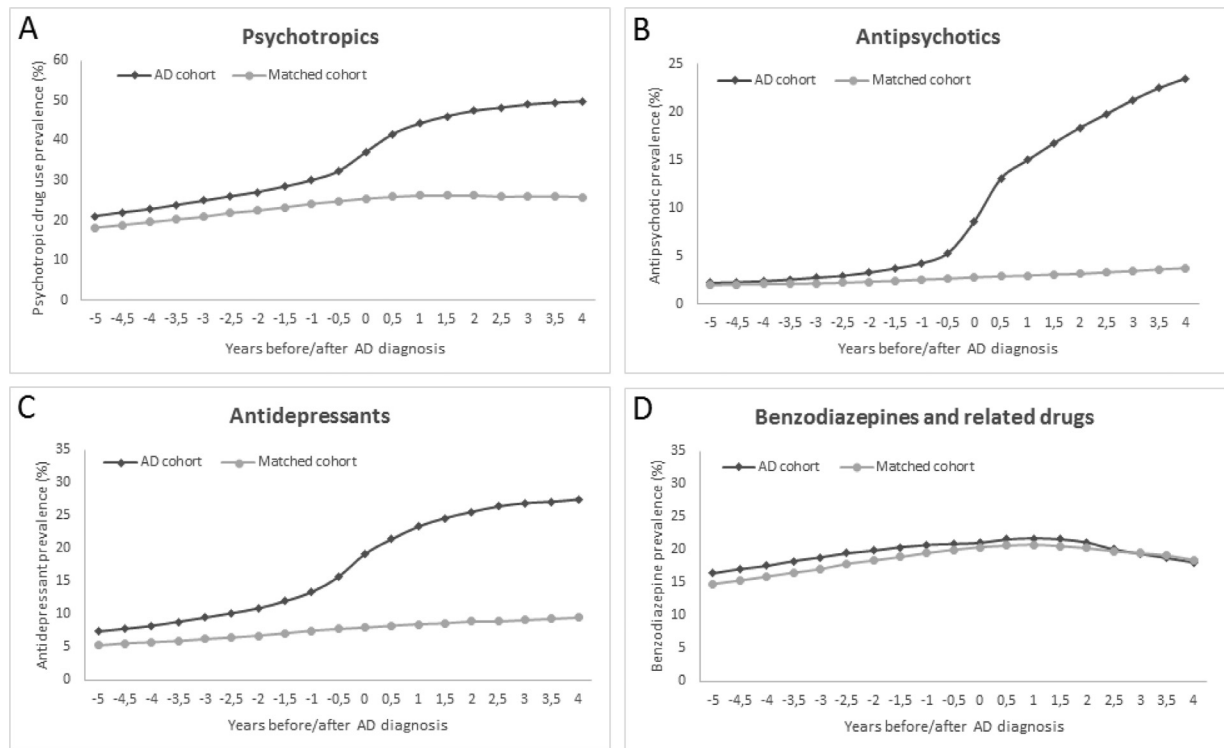 A
Psychotropics
AD cohort Matched cohort
Psychotropic drug use prevalence (%)
60
50
40
30
20
10
0
-5 -4,5 -4 -3,5 -3 -2,5 -2 -1,5 -1 -0,5 0 0,5 1 1,5 2 2,5 3 3,5 4
Years before/after AD diagnosis
B
Antipsychotics
AD cohort Matched cohort
Antipsychotic prevalence (%)
25
20
15
10
5
0
-5 -4,5 -4 -3,5 -3 -2,5 -2 -1,5 -1 -0,5 0 0,5 1 1,5 2 2,5 3 3,5 4
Years before/after AD diagnosis
C
Antidepressants
AD cohort Matched cohort
Antidepressant prevalence (%)
35
30
25
20
15
10
5
0
-5 -4,5 -4 -3,5 -3 -2,5 -2 -1,5 -1 -0,5 0 0,5 1 1,5 2 2,5 3 3,5 4
Years before/after AD diagnosis
D
Benzodiazepines and related drugs
AD cohort Matched cohort
Benzodiazepine prevalence (%)
35
30
25
20
15
10
5
0
-5 -4,5 -4 -3,5 -3 -2,5 -2 -1,5 -1 -0,5 0 0,5 1 1,5 2 2,5 3 3,5 4
Years before/after AD diagnosis